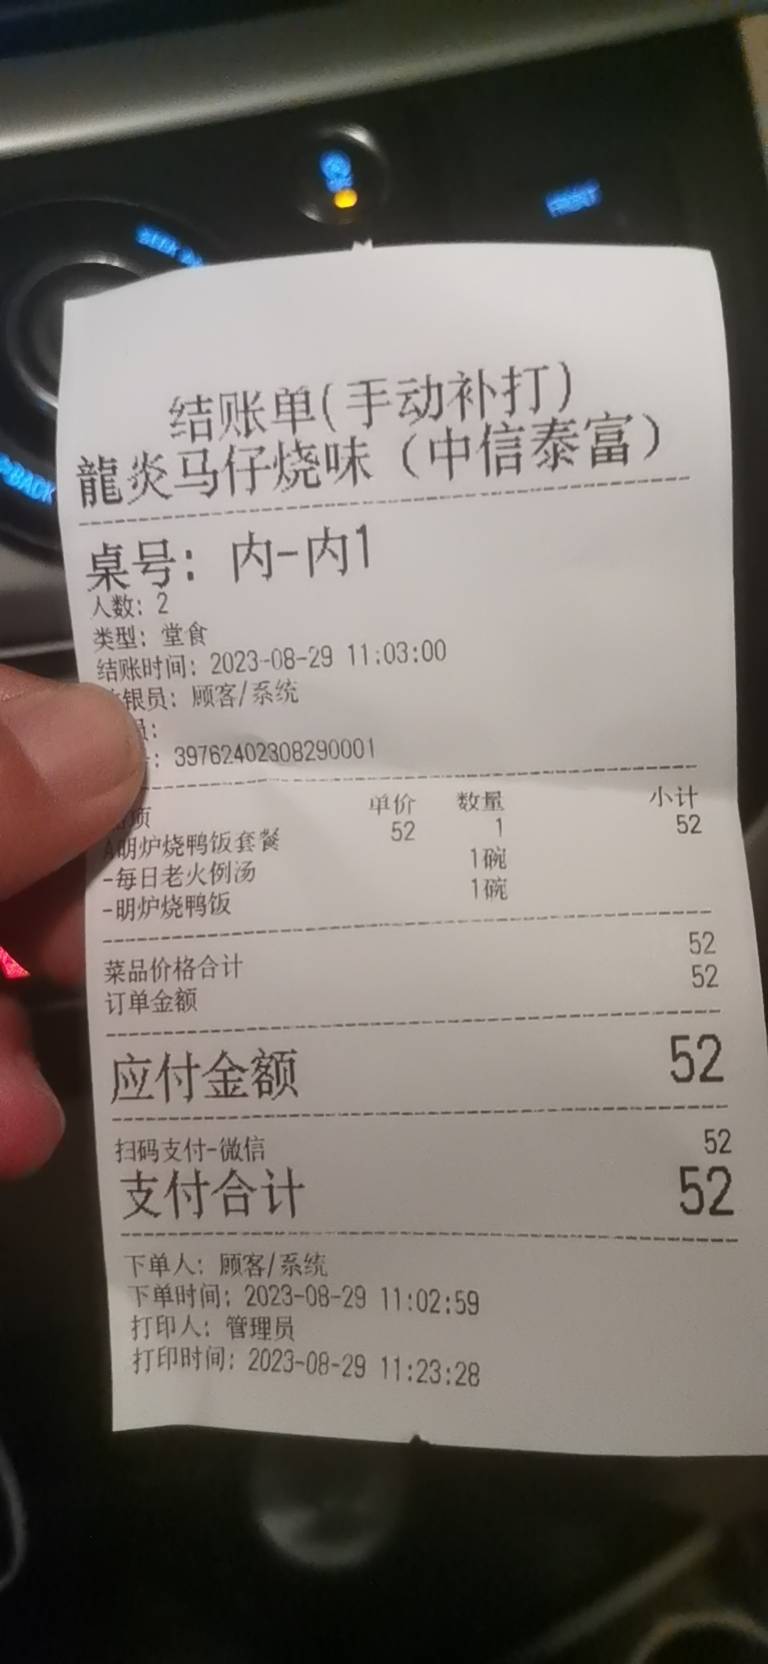 结账单(手动补打)
龍炎马仔烧味（中信泰富）
桌号: 内-内1
人数: 2
类型: 堂食
结账时间: 2023-08-29 11:03:00
银员: 顾客/系统
员:
: 39762402308290001
项 单价 数量 小计
A明炉烧鸭饭套餐 52 1 52
-每日老火例汤 1碗
-明炉烧鸭饭 1碗
菜品价格合计 52
订单金额 52
应付金额 52
扫码支付-微信 52
支付合计 52
下单人: 顾客/系统
下单时间: 2023-08-29 11:02:59
打印人: 管理员
打印时间: 2023-08-29 11:23:28
BACK